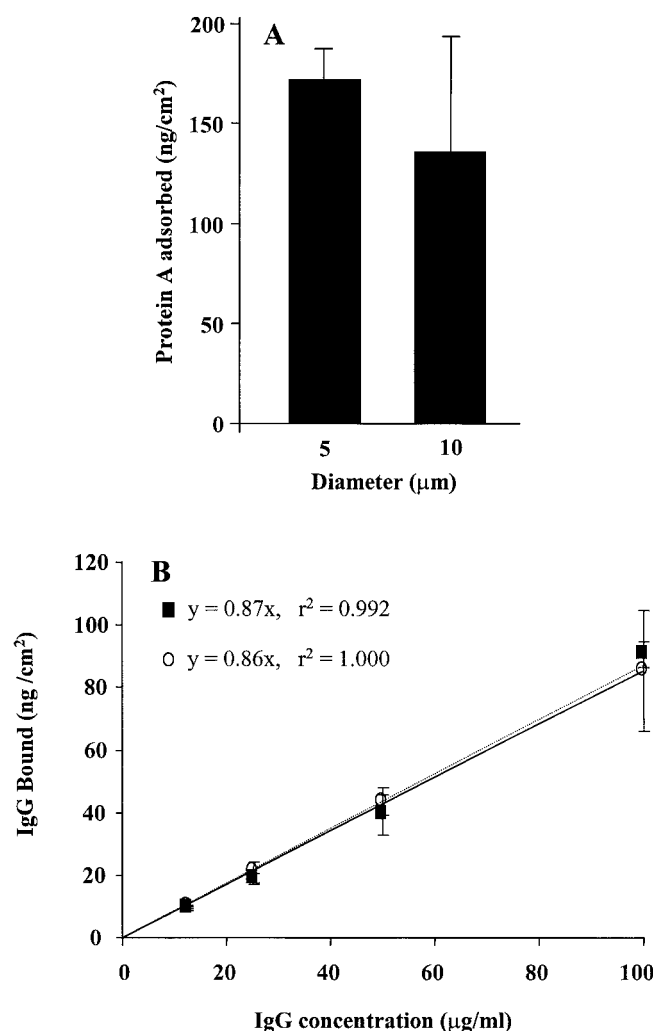 A
200
150
100
50
0
Protein A adsorbed (ng/cm²)
5 10
Diameter (μm)
B
y = 0.87x, r² = 0.992
y = 0.86x, r² = 1.000
120
100
80
60
40
20
0
IgG Bound (ng /cm²)
0 20 40 60 80 100
IgG concentration (μg/ml)